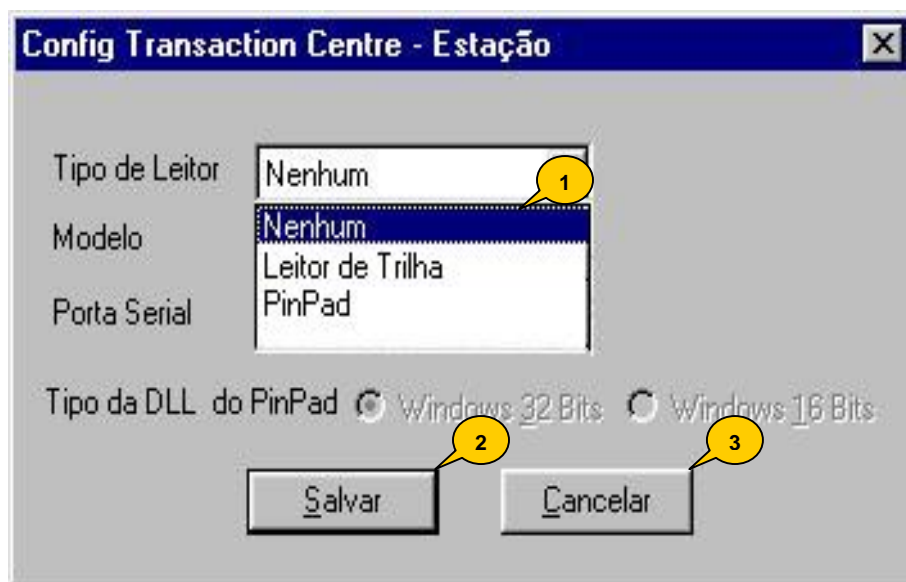 Config Transaction Centre - Estação
Tipo de Leitor
Nenhum
1
Nenhum
Modelo
Leitor de Trilha
PinPad
Porta Serial
Tipo da DLL do PinPad Windows 32 Bits Windows 16 Bits
2
3
Salvar
Cancelar